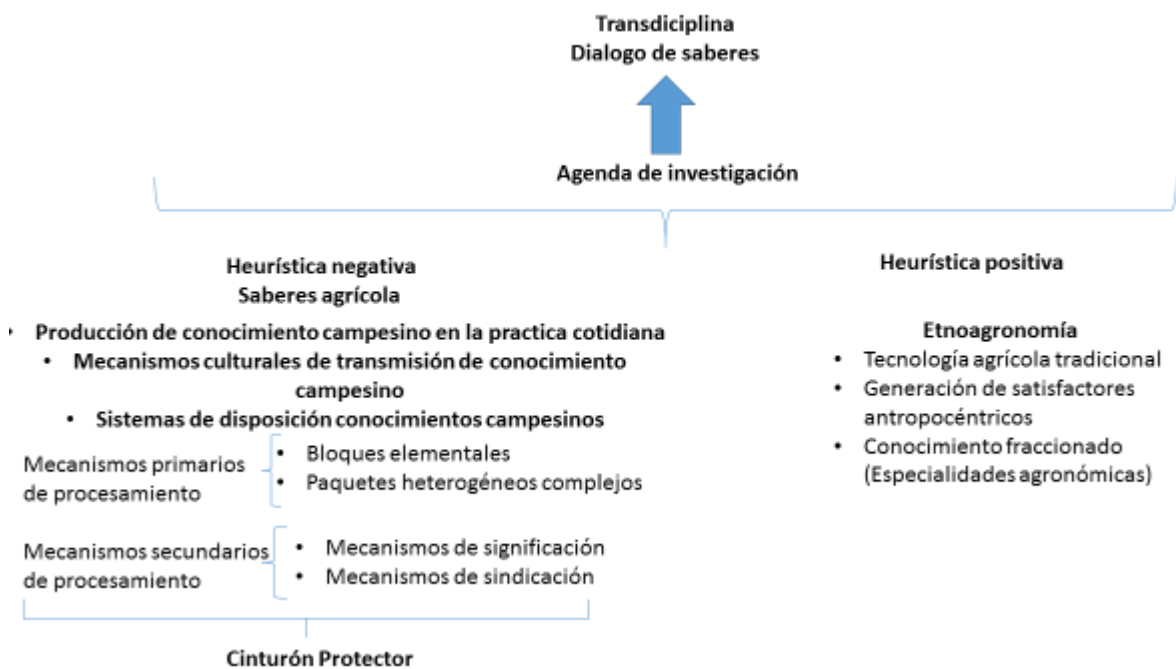 Transdiciplina
Dialogo de saberes
Agenda de investigación
Heurística negativa
Saberes agrícola
• Producción de conocimiento campesino en la practica cotidiana
• Mecanismos culturales de transmisión de conocimiento
campesino
• Sistemas de disposición conocimientos campesinos
Mecanismos primarios
de procesamiento
• Bloques elementales
• Paquetes heterogéneos complejos
Mecanismos secundarios
de procesamiento
• Mecanismos de significación
• Mecanismos de sindicación
Cinturón Protector
Heurística positiva
Etnoagronomía
• Tecnología agrícola tradicional
• Generación de satisfactores
antropocéntricos
• Conocimiento fraccionado
(Especialidades agronómicas)